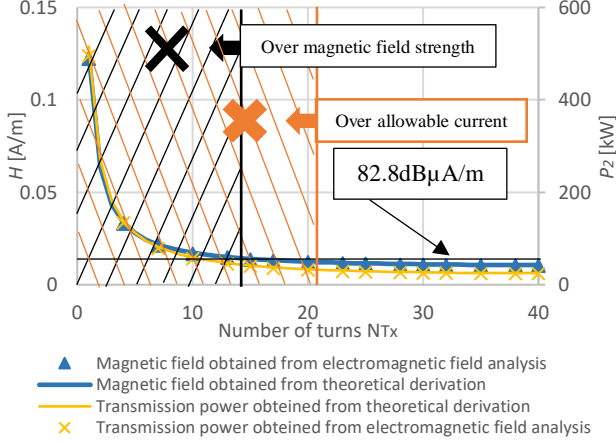 0.15
600
Over magnetic field strength
0.1
400
Over allowable current
H [A/m]
P2 [kW]
82.8dBµA/m
0.05
200
0
0
0
10
20
30
40
Number of turns NTx
Magnetic field obtained from electromagnetic field analysis
Magnetic field obtained from theoretical derivation
Transmission power obteined from theoretical derivation
Transmission power obteined from electromagnetic field analysis